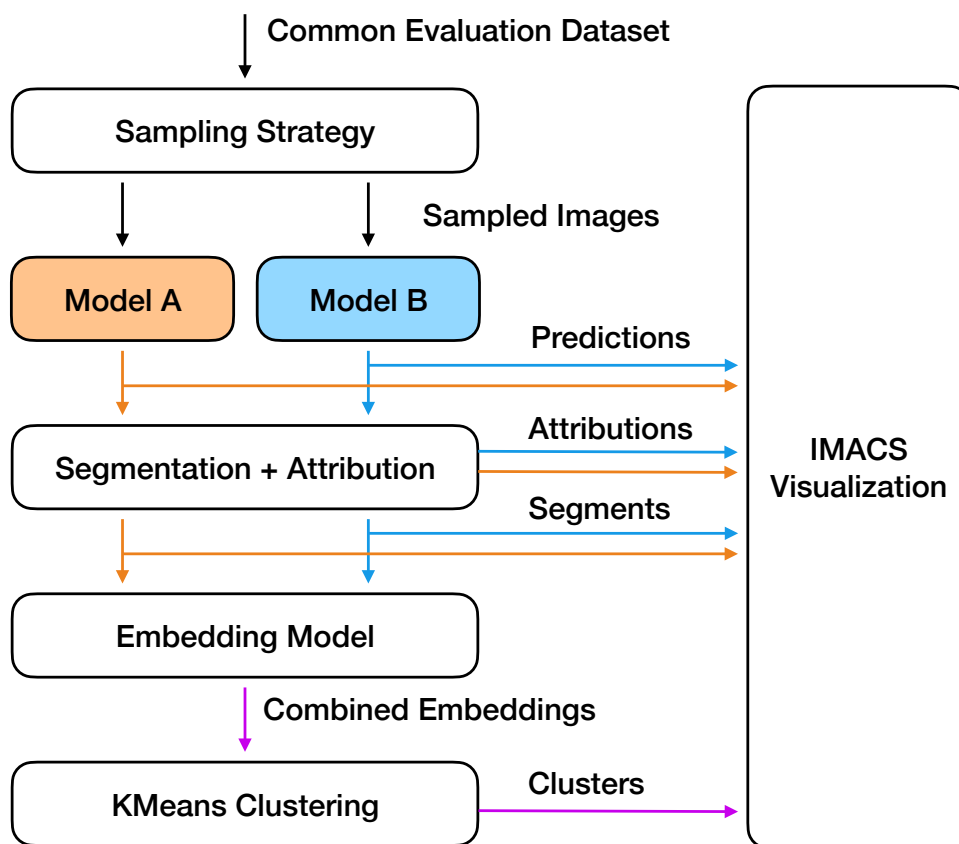 Common Evaluation Dataset
Sampling Strategy
Sampled Images
Model A
Model B
Predictions
Attributions
Segmentation + Attribution
IMACS
Visualization
Segments
Embedding Model
Combined Embeddings
Clusters
KMeans Clustering